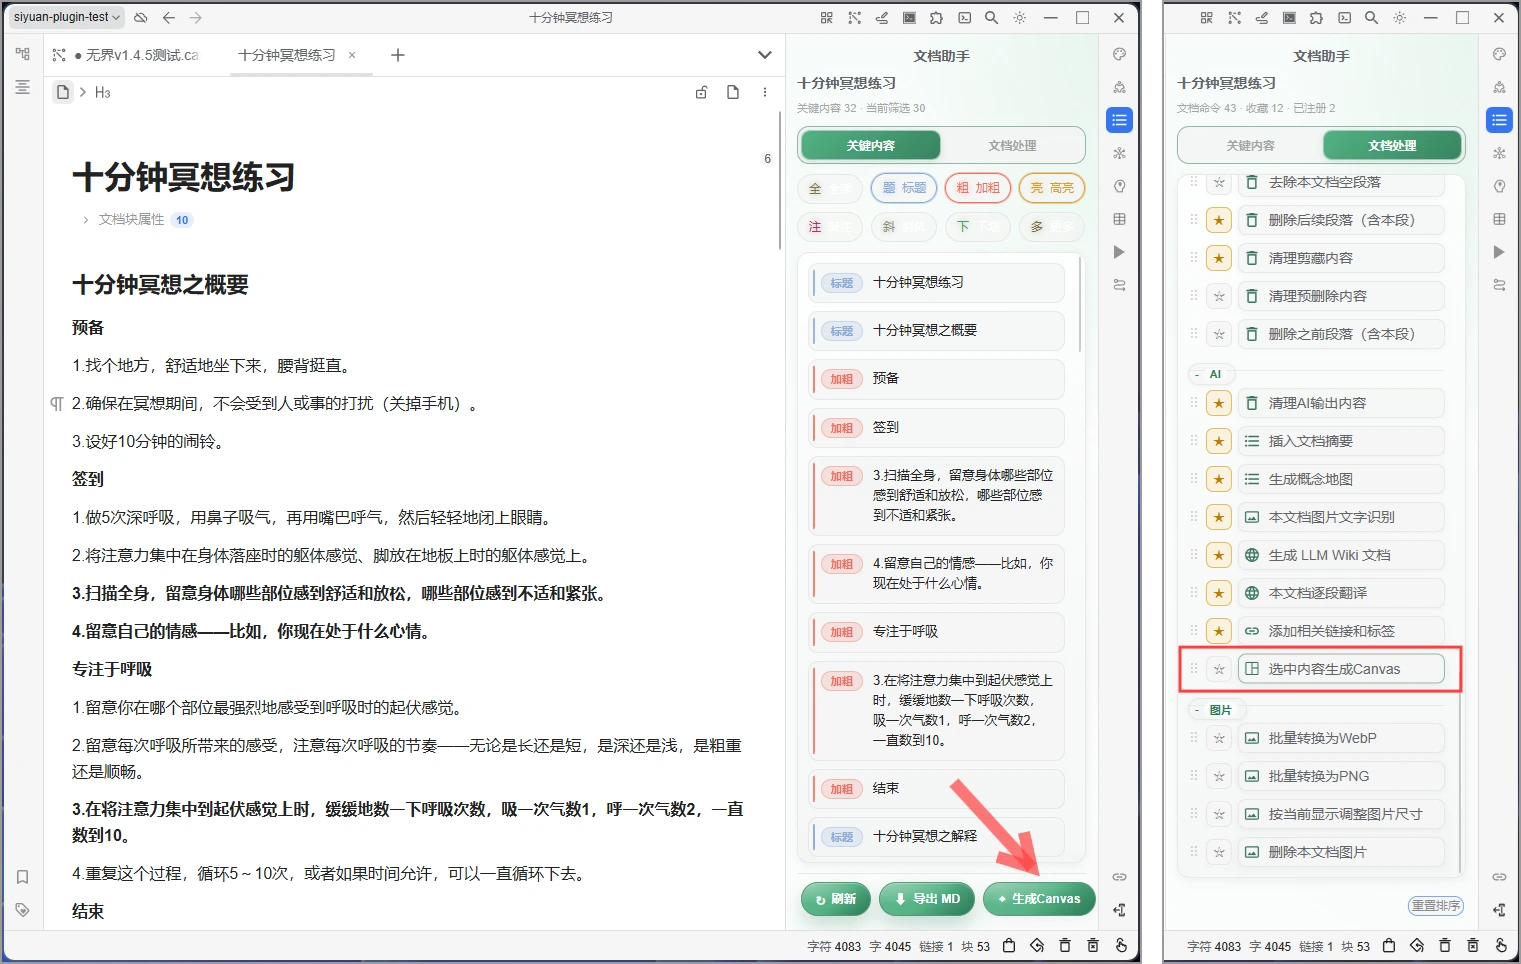 siyuan-plugin-test
十分钟冥想练习
● 无界v1.4.5测试.ca
十分钟冥想练习
H3
6
十分钟冥想练习
文档块属性 10
十分钟冥想之概要
预备
1.找个地方，舒适地坐下来，腰背挺直。
2.确保在冥想期间，不会受到人或事的打扰（关掉手机）。
3.设好10分钟的闹铃。
签到
1.做5次深呼吸，用鼻子吸气，再用嘴巴呼气，然后轻轻地闭上眼睛。
2.将注意力集中在身体落座时的躯体感觉、脚放在地板上时的躯体感觉上。
3.扫描全身，留意身体哪些部位感到舒适和放松，哪些部位感到不适和紧张。
4.留意自己的情感——比如，你现在处于什么心情。
专注于呼吸
1.留意你在哪个部位最强烈地感受到呼吸时的起伏感觉。
2.留意每次呼吸所带来的感受，注意每次呼吸的节奏——无论是长还是短，是深还是浅，是粗重
还是顺畅。
3.在将注意力集中到起伏感觉上时，缓缓地数一下呼吸次数，吸一次气数1，呼一次气数2，一直
数到10。
4.重复这个过程，循环5～10次，或者如果时间允许，可以一直循环下去。
结束
文档助手
十分钟冥想练习
关键内容 32 · 当前筛选 30
关键内容
文档处理
全
题 标题
粗 加粗
亮 高亮
注
斜
下
多
标题 十分钟冥想练习
标题 十分钟冥想之概要
加粗 预备
加粗 签到
加粗 3.扫描全身，留意身体哪些部位
感到舒适和放松，哪些部位感
到不适和紧张。
加粗 4.留意自己的情感——比如，你
现在处于什么心情。
加粗 专注于呼吸
加粗 3.在将注意力集中到起伏感觉上
时，缓缓地数一下呼吸次数，
吸一次气数1，呼一次气数2，
一直数到10。
加粗 结束
标题 十分钟冥想之解释
刷新
导出 MD
生成Canvas
字符 4083 字 4045 链接 1 块 53
文档助手
十分钟冥想练习
文档命令 43 · 收藏 12 · 已注册 2
关键内容
文档处理
去除本文档空段落
删除后续段落（含本段）
清理剪藏内容
清理预删除内容
删除之前段落（含本段）
- AI
清理AI输出内容
插入文档摘要
生成概念地图
本文档图片文字识别
生成 LLM Wiki 文档
本文档逐段翻译
添加相关链接和标签
选中内容生成Canvas
- 图片
批量转换为WebP
批量转换为PNG
按当前显示调整图片尺寸
删除本文档图片
重置排序
字符 4083 字 4045 链接 1 块 53